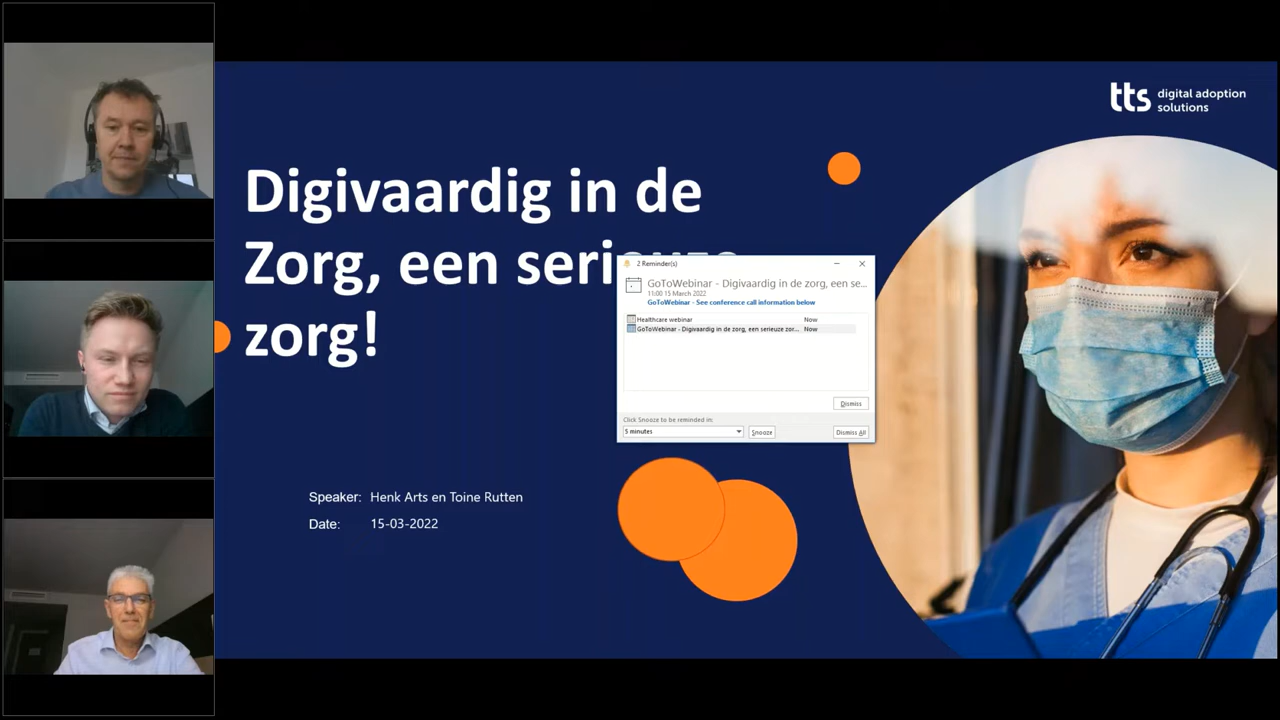 tts digital adoption
solutions
Digivaardig in de
Zorg, een serieuze
zorg!
2 Reminder(s)
GoToWebinar - Digivaardig in de zorg, een se...
11:00 15 March 2022
GoToWebinar - See conference call information below
Healthcare webinar Now
GoToWebinar - Digivaardig in de zorg, een serieuze zor... Now
Dismiss
Click Snooze to be reminded in:
5 minutes Snooze Dismiss All
Speaker: Henk Arts en Toine Rutten
Date: 15-03-2022